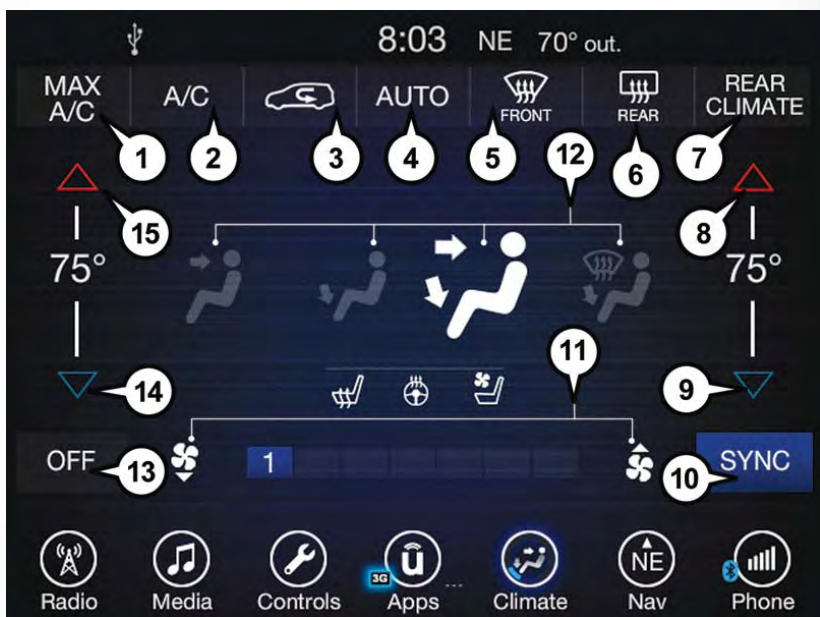 8:03 NE 70° out.
MAX A/C
A/C
AUTO
FRONT
REAR
REAR CLIMATE
1
2
3
4
5
12
6
7
15
8
75°
75°
11
14
9
OFF
13
1
10
SYNC
3G
û
NE
Radio
Media
Controls
Apps
...
Climate
Nav
Phone